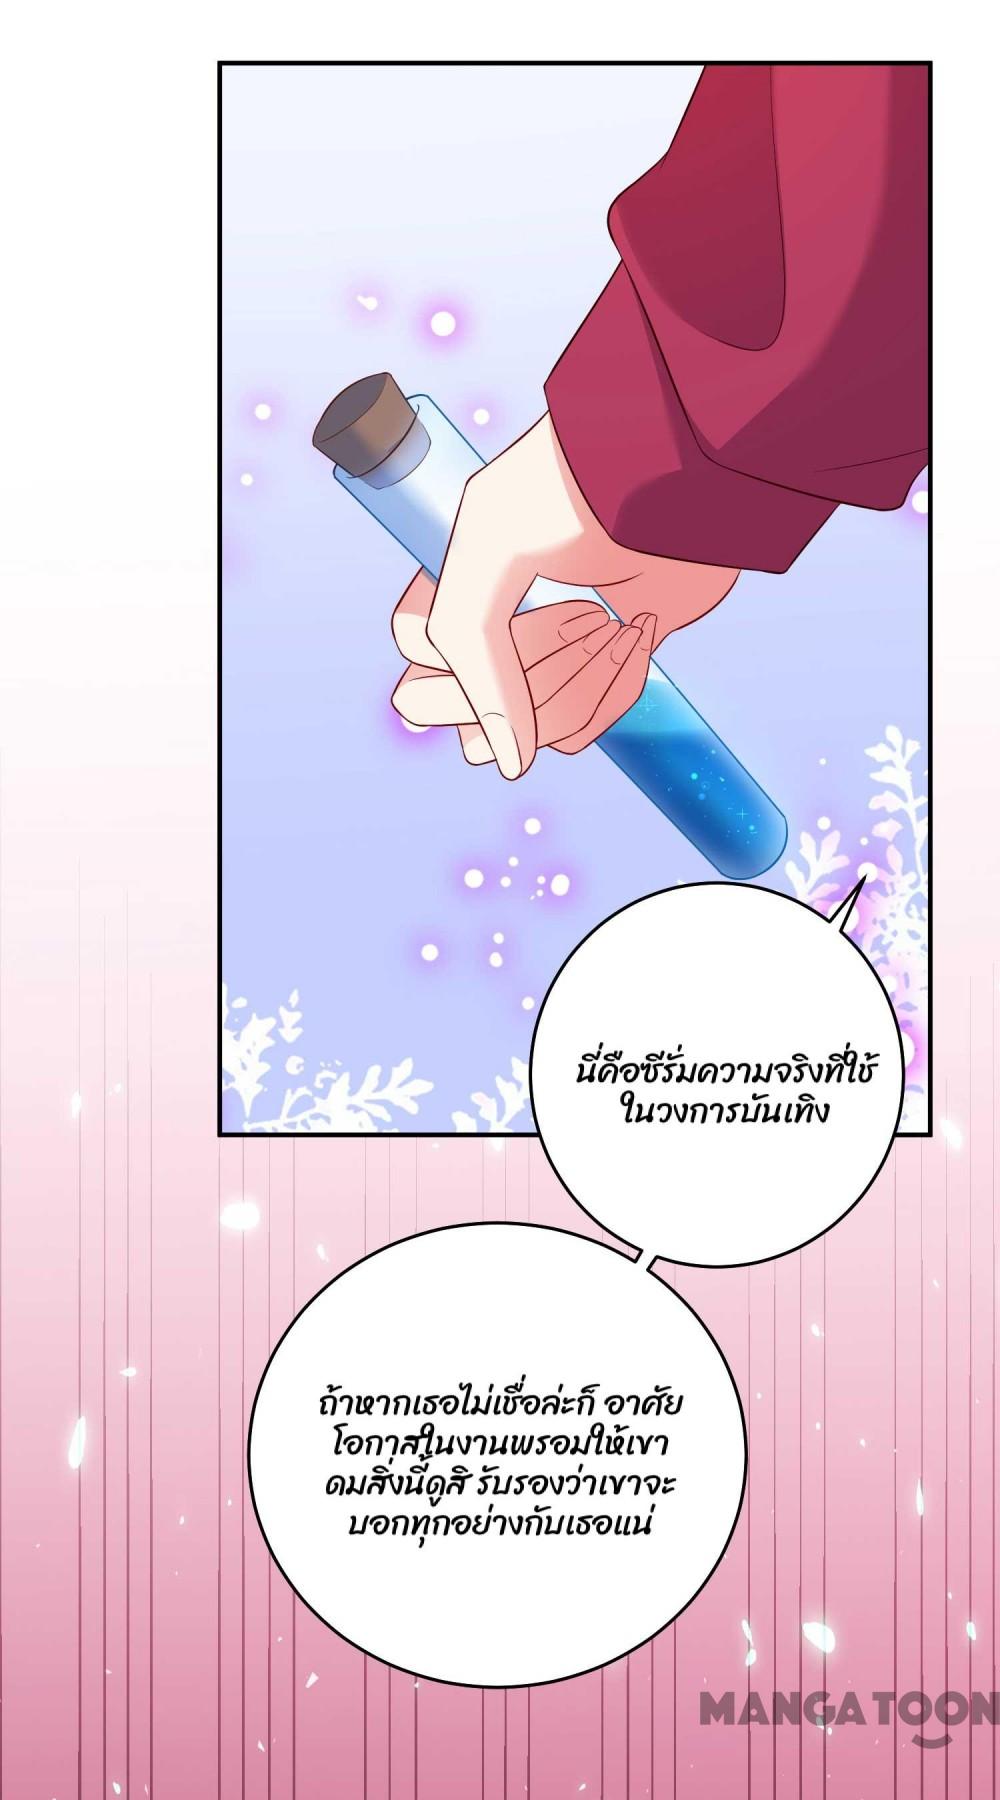 นี่คือซีรั่มความจริงที่ใช้
ในวงการบันเทิง
ถ้าหากเธอไม่เชื่อล่ะก็ อาศัย
โอกาสในงานพรอมให้เขา
ดมสิ่งนี้ดูสิ รับรองว่าเขาจะ
บอกทุกอย่างกับเธอแน่
MANGATOON